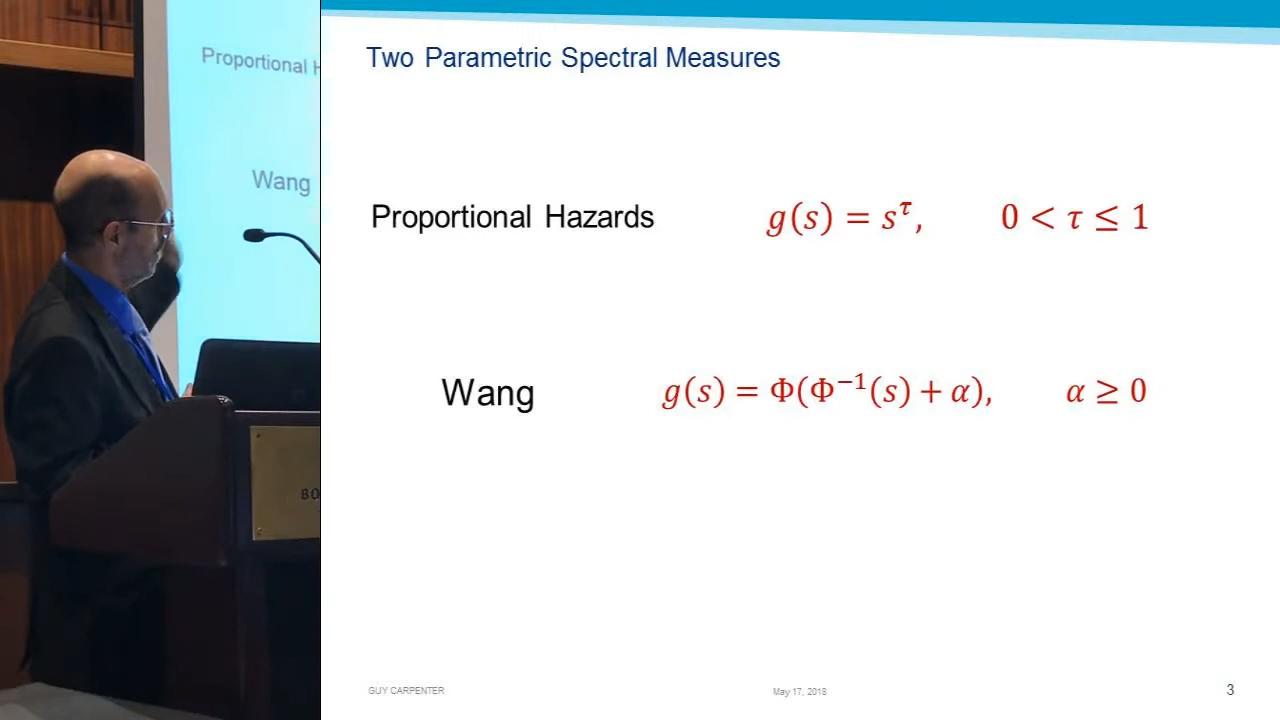 Two Parametric Spectral Measures
Proportional Hazards g(s) = s^τ, 0 < τ ≤ 1
Wang g(s) = Φ(Φ⁻¹(s) + α), α ≥ 0
GUY CARPENTER May 17, 2018 3
Proportional
Wang
BO